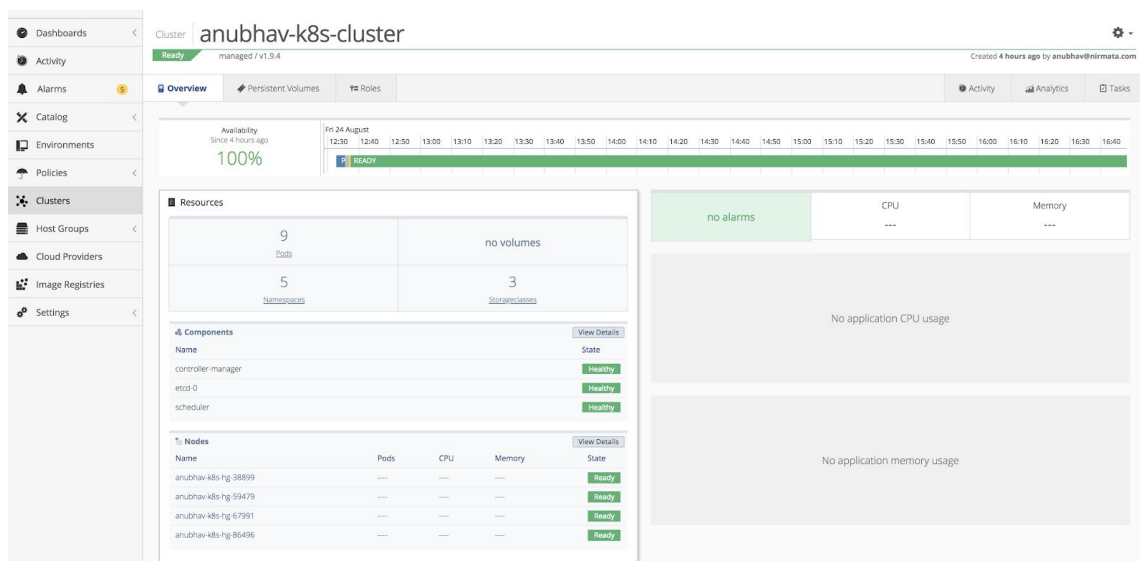 Dashboards
Activity
Alarms 5
Catalog
Environments
Policies
Clusters
Host Groups
Cloud Providers
Image Registries
Settings
Cluster anubhav-k8s-cluster
Ready managed / v1.9.4 Created 4 hours ago by anubhav@nirmata.com
Overview Persistent Volumes Roles Activity Analytics Tasks
Availability
Since 4 hours ago
100%
Fri 24 August
12:30 12:40 12:50 13:00 13:10 13:20 13:30 13:40 13:50 14:00 14:10 14:20 14:30 14:40 14:50 15:00 15:10 15:20 15:30 15:40 15:50 16:00 16:10 16:20 16:30 16:40
P READY
Resources
9
Pods
no volumes
5
Namespaces
3
Storageclasses
Components View Details
Name State
controller-manager Healthy
etcd-0 Healthy
scheduler Healthy
Nodes View Details
Name Pods CPU Memory State
anubhav-k8s-hg-38899 ---- ---- ---- Ready
anubhav-k8s-hg-59479 ---- ---- ---- Ready
anubhav-k8s-hg-67991 ---- ---- ---- Ready
anubhav-k8s-hg-86496 ---- ---- ---- Ready
no alarms
CPU
---
Memory
---
No application CPU usage
No application memory usage